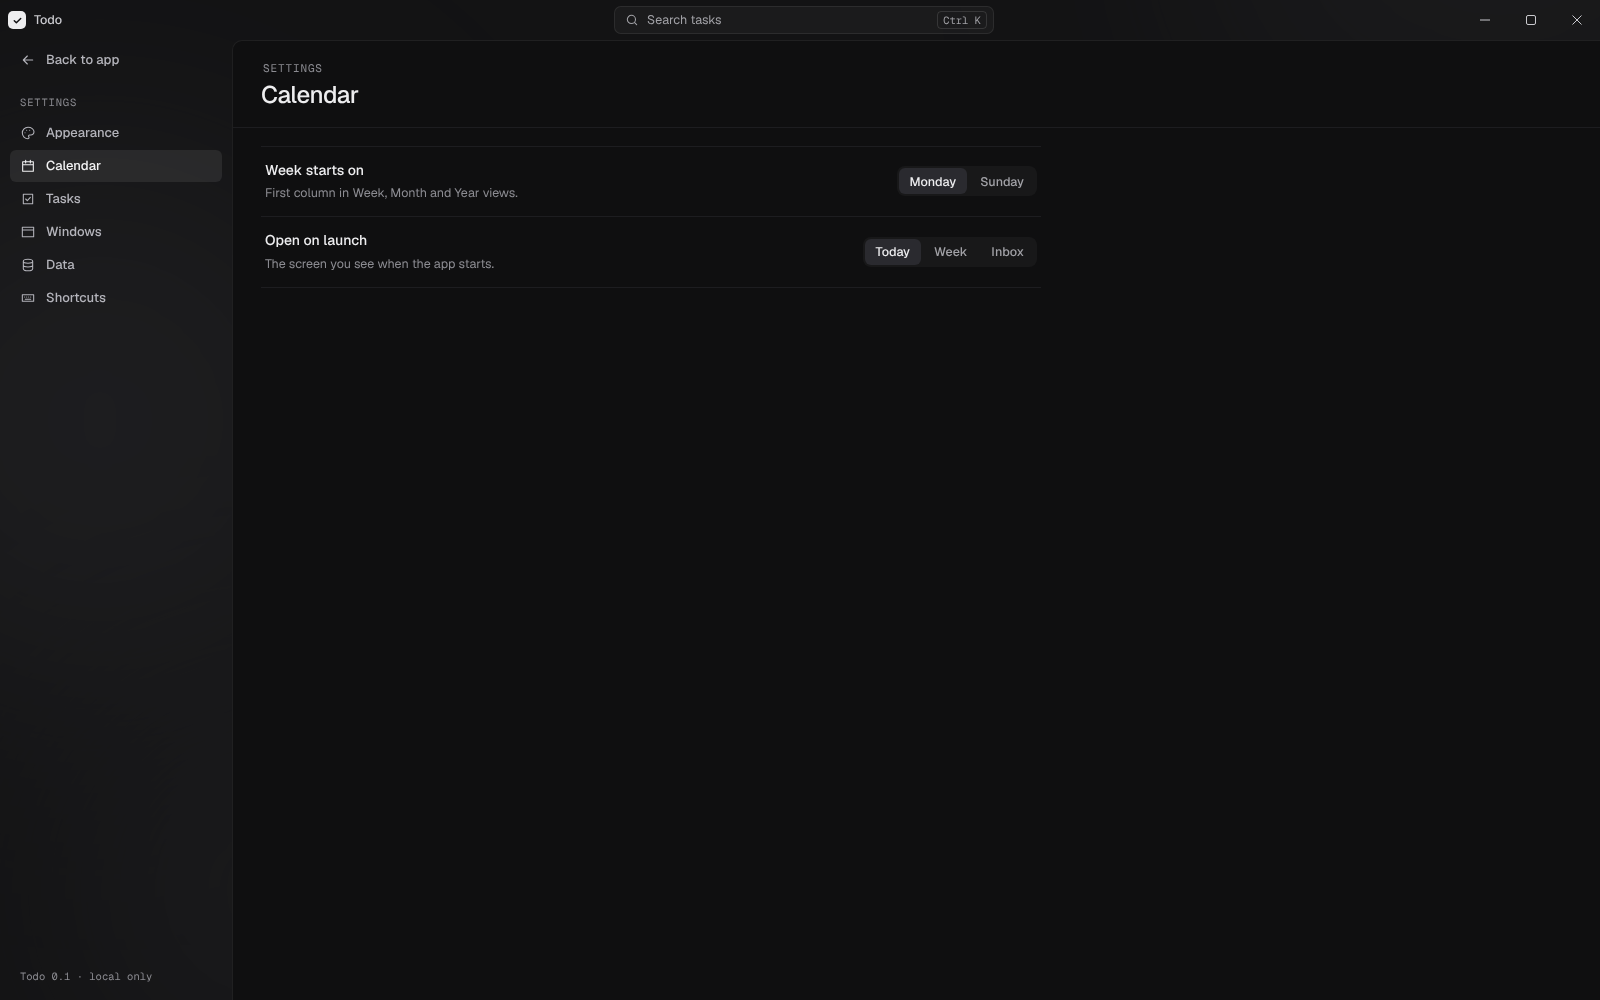 Todo
Search tasks
Ctrl K
Back to app
SETTINGS
Appearance
Calendar
Tasks
Windows
Data
Shortcuts
Todo 0.1 · local only
SETTINGS
Calendar
Week starts on
First column in Week, Month and Year views.
Monday Sunday
Open on launch
The screen you see when the app starts.
Today Week Inbox